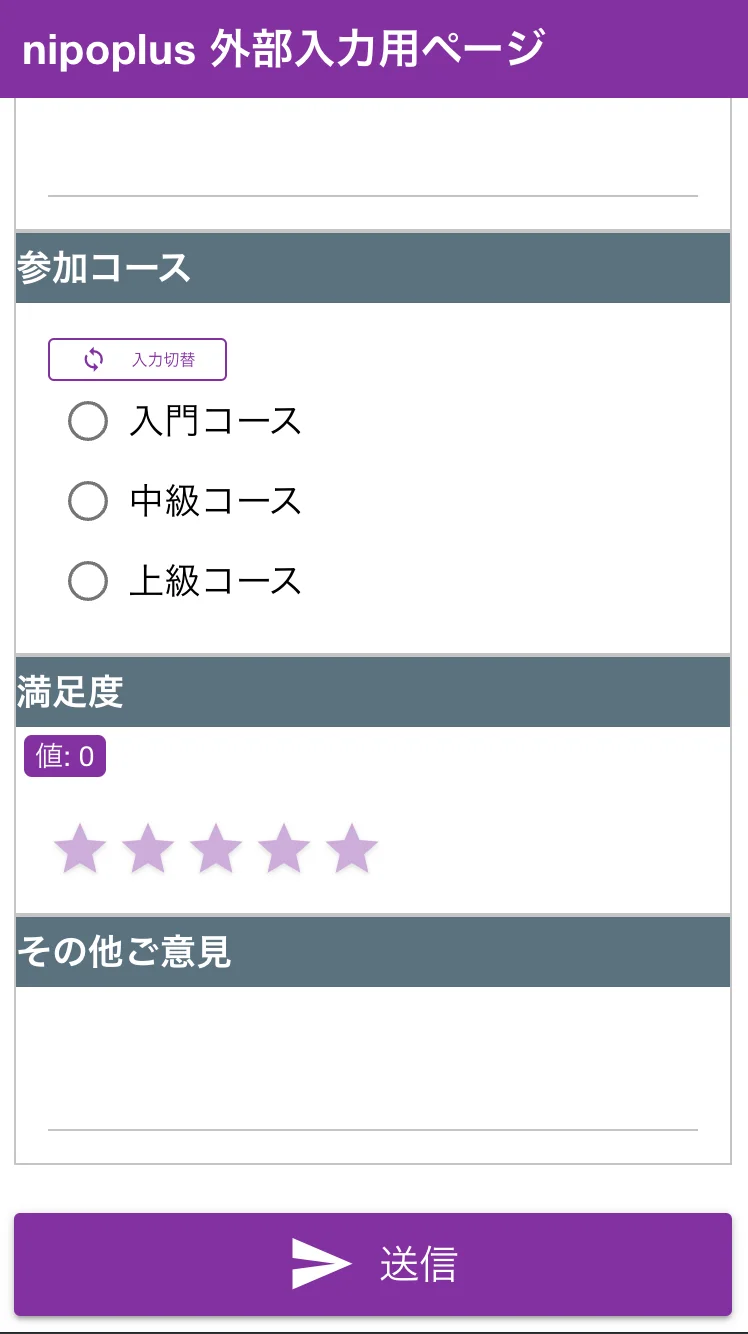 nipoplus 外部入力用ページ
参加コース
入力切替
入門コース
中級コース
上級コース
満足度
値: 0
その他ご意見
送信